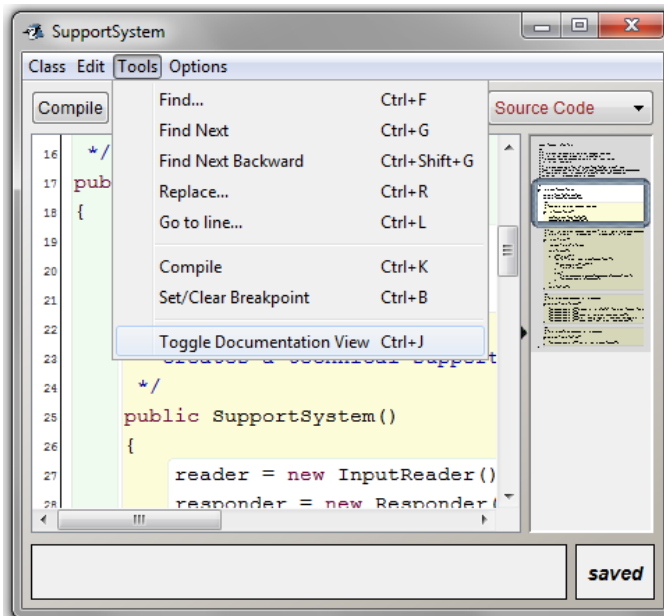 SupportSystem
Class Edit Tools Options
Compile
Source Code
Find... Ctrl+F
Find Next Ctrl+G
Find Next Backward Ctrl+Shift+G
Replace... Ctrl+R
Go to line... Ctrl+L
Compile Ctrl+K
Set/Clear Breakpoint Ctrl+B
Toggle Documentation View Ctrl+J
16 */
17 pub
18 {
19
20
21
22
23 * Creates a technical support
24 */
25 public SupportSystem()
26 {
27 reader = new InputReader()
28 responder = new Responder(
saved